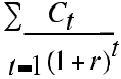 ∑ C_t
t=1 (1 + r)^t